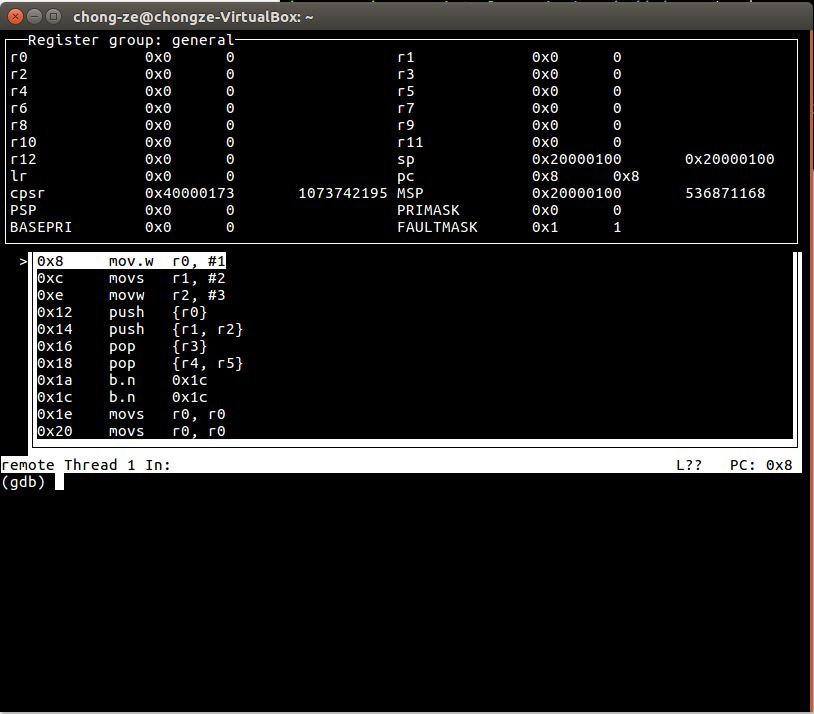 chong-ze@chongze-VirtualBox: ~
Register group: general
r0 0x0 0 r1 0x0 0
r2 0x0 0 r3 0x0 0
r4 0x0 0 r5 0x0 0
r6 0x0 0 r7 0x0 0
r8 0x0 0 r9 0x0 0
r10 0x0 0 r11 0x0 0
r12 0x0 0 sp 0x20000100 0x20000100
lr 0x0 0 pc 0x8 0x8
cpsr 0x40000173 1073742195 MSP 0x20000100 536871168
PSP 0x0 0 PRIMASK 0x0 0
BASEPRI 0x0 0 FAULTMASK 0x1 1
> 0x8 mov.w r0, #1
0xc movs r1, #2
0xe movw r2, #3
0x12 push {r0}
0x14 push {r1, r2}
0x16 pop {r3}
0x18 pop {r4, r5}
0x1a b.n 0x1c
0x1c b.n 0x1c
0x1e movs r0, r0
0x20 movs r0, r0
remote Thread 1 In: L?? PC: 0x8
(gdb)